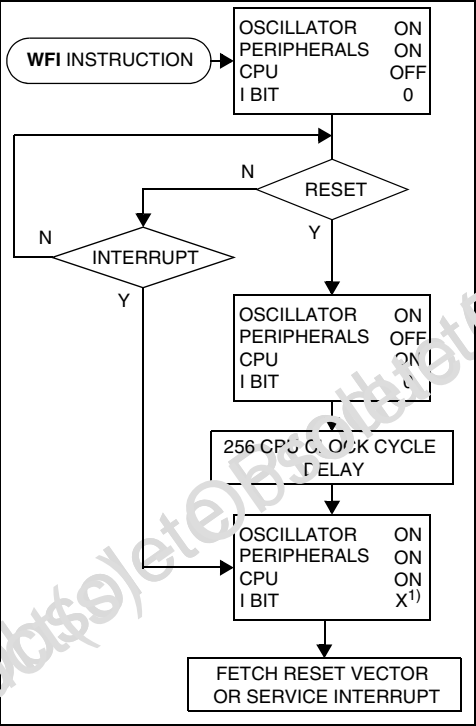 WFI INSTRUCTION
OSCILLATOR ON
PERIPHERALS ON
CPU OFF
I BIT 0
RESET
N
Y
INTERRUPT
N
Y
OSCILLATOR ON
PERIPHERALS OFF
CPU ON
I BIT
256 CPU CLOCK CYCLE
DELAY
OSCILLATOR ON
PERIPHERALS ON
CPU ON
I BIT X1)
FETCH RESET VECTOR
OR SERVICE INTERRUPT